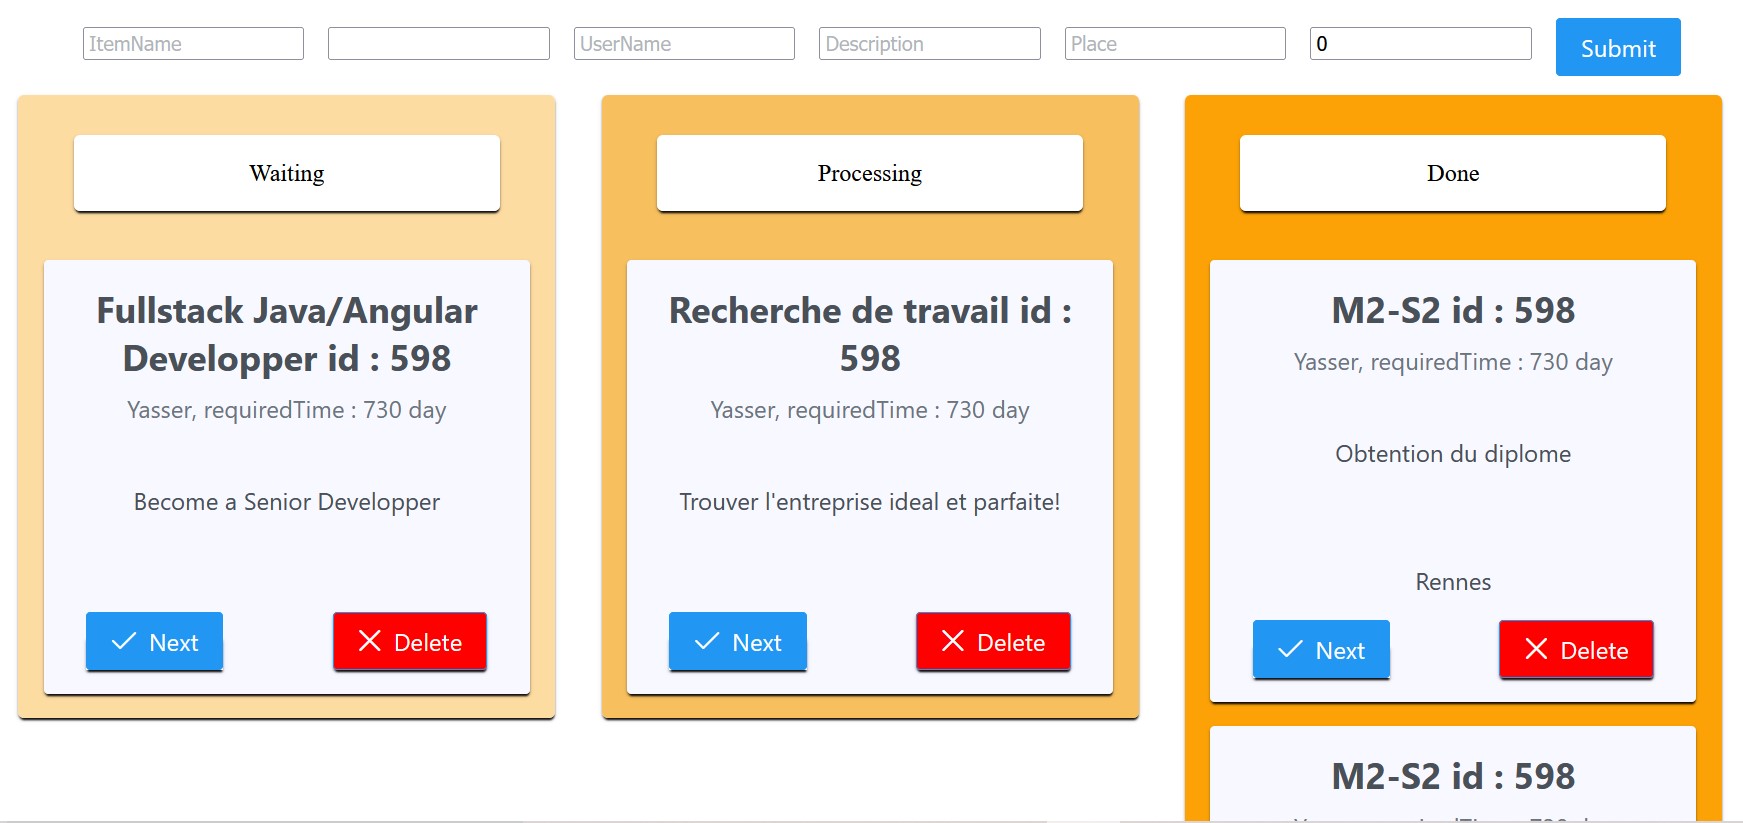 ItemName
UserName
Description
Place
0
Submit
Waiting
Fullstack Java/Angular
Developper id : 598
Yasser, requiredTime : 730 day
Become a Senior Developper
Next
Delete
Processing
Recherche de travail id :
598
Yasser, requiredTime : 730 day
Trouver l'entreprise ideal et parfaite!
Next
Delete
Done
M2-S2 id : 598
Yasser, requiredTime : 730 day
Obtention du diplome
Rennes
Next
Delete
M2-S2 id : 598